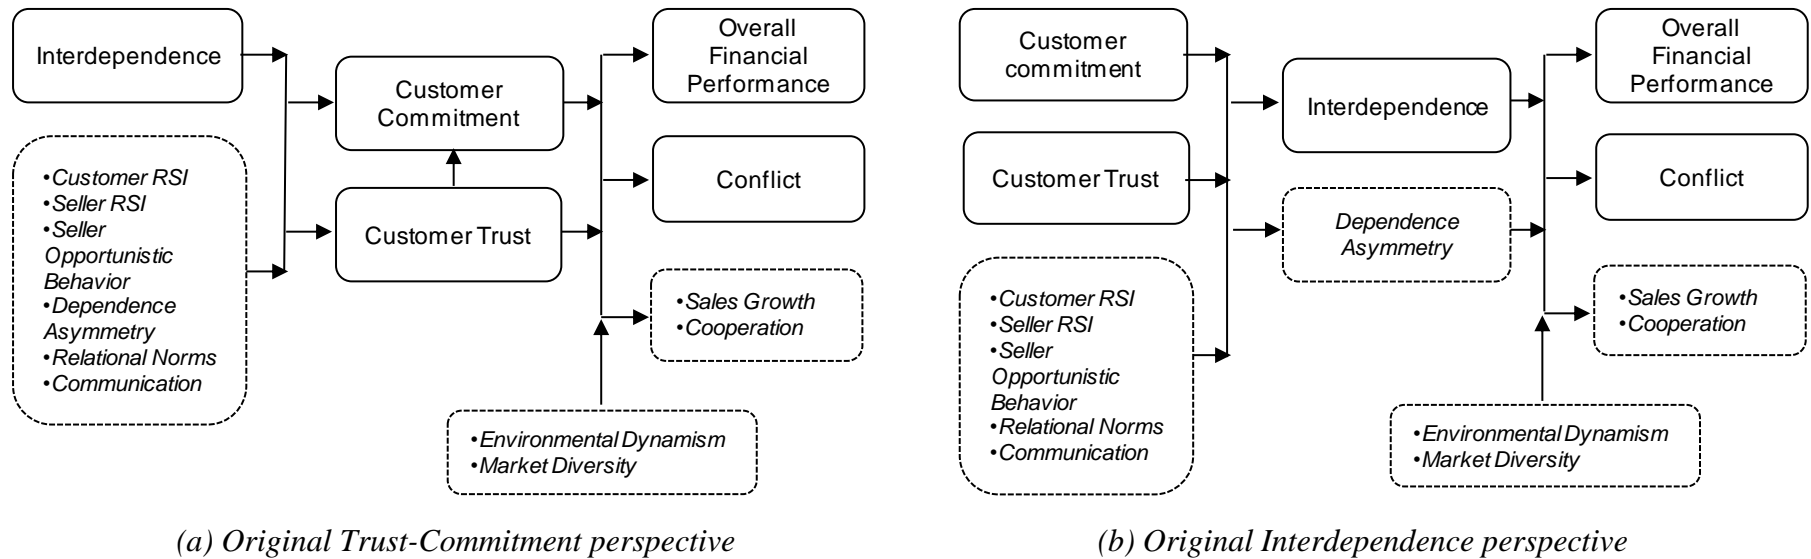 Interdependence
•Customer RSI
•Seller RSI
•Seller
Opportunistic
Behavior
•Dependence
Asymmetry
•Relational Norms
•Communication
Customer
Commitment
Customer Trust
Overall
Financial
Performance
Conflict
•Sales Growth
•Cooperation
•Environmental Dynamism
•Market Diversity
(a) Original Trust-Commitment perspective
Customer
commitment
Customer Trust
•Customer RSI
•Seller RSI
•Seller
Opportunistic
Behavior
•Relational Norms
•Communication
Interdependence
Dependence
Asymmetry
Overall
Financial
Performance
Conflict
•Sales Growth
•Cooperation
•Environmental Dynamism
•Market Diversity
(b) Original Interdependence perspective